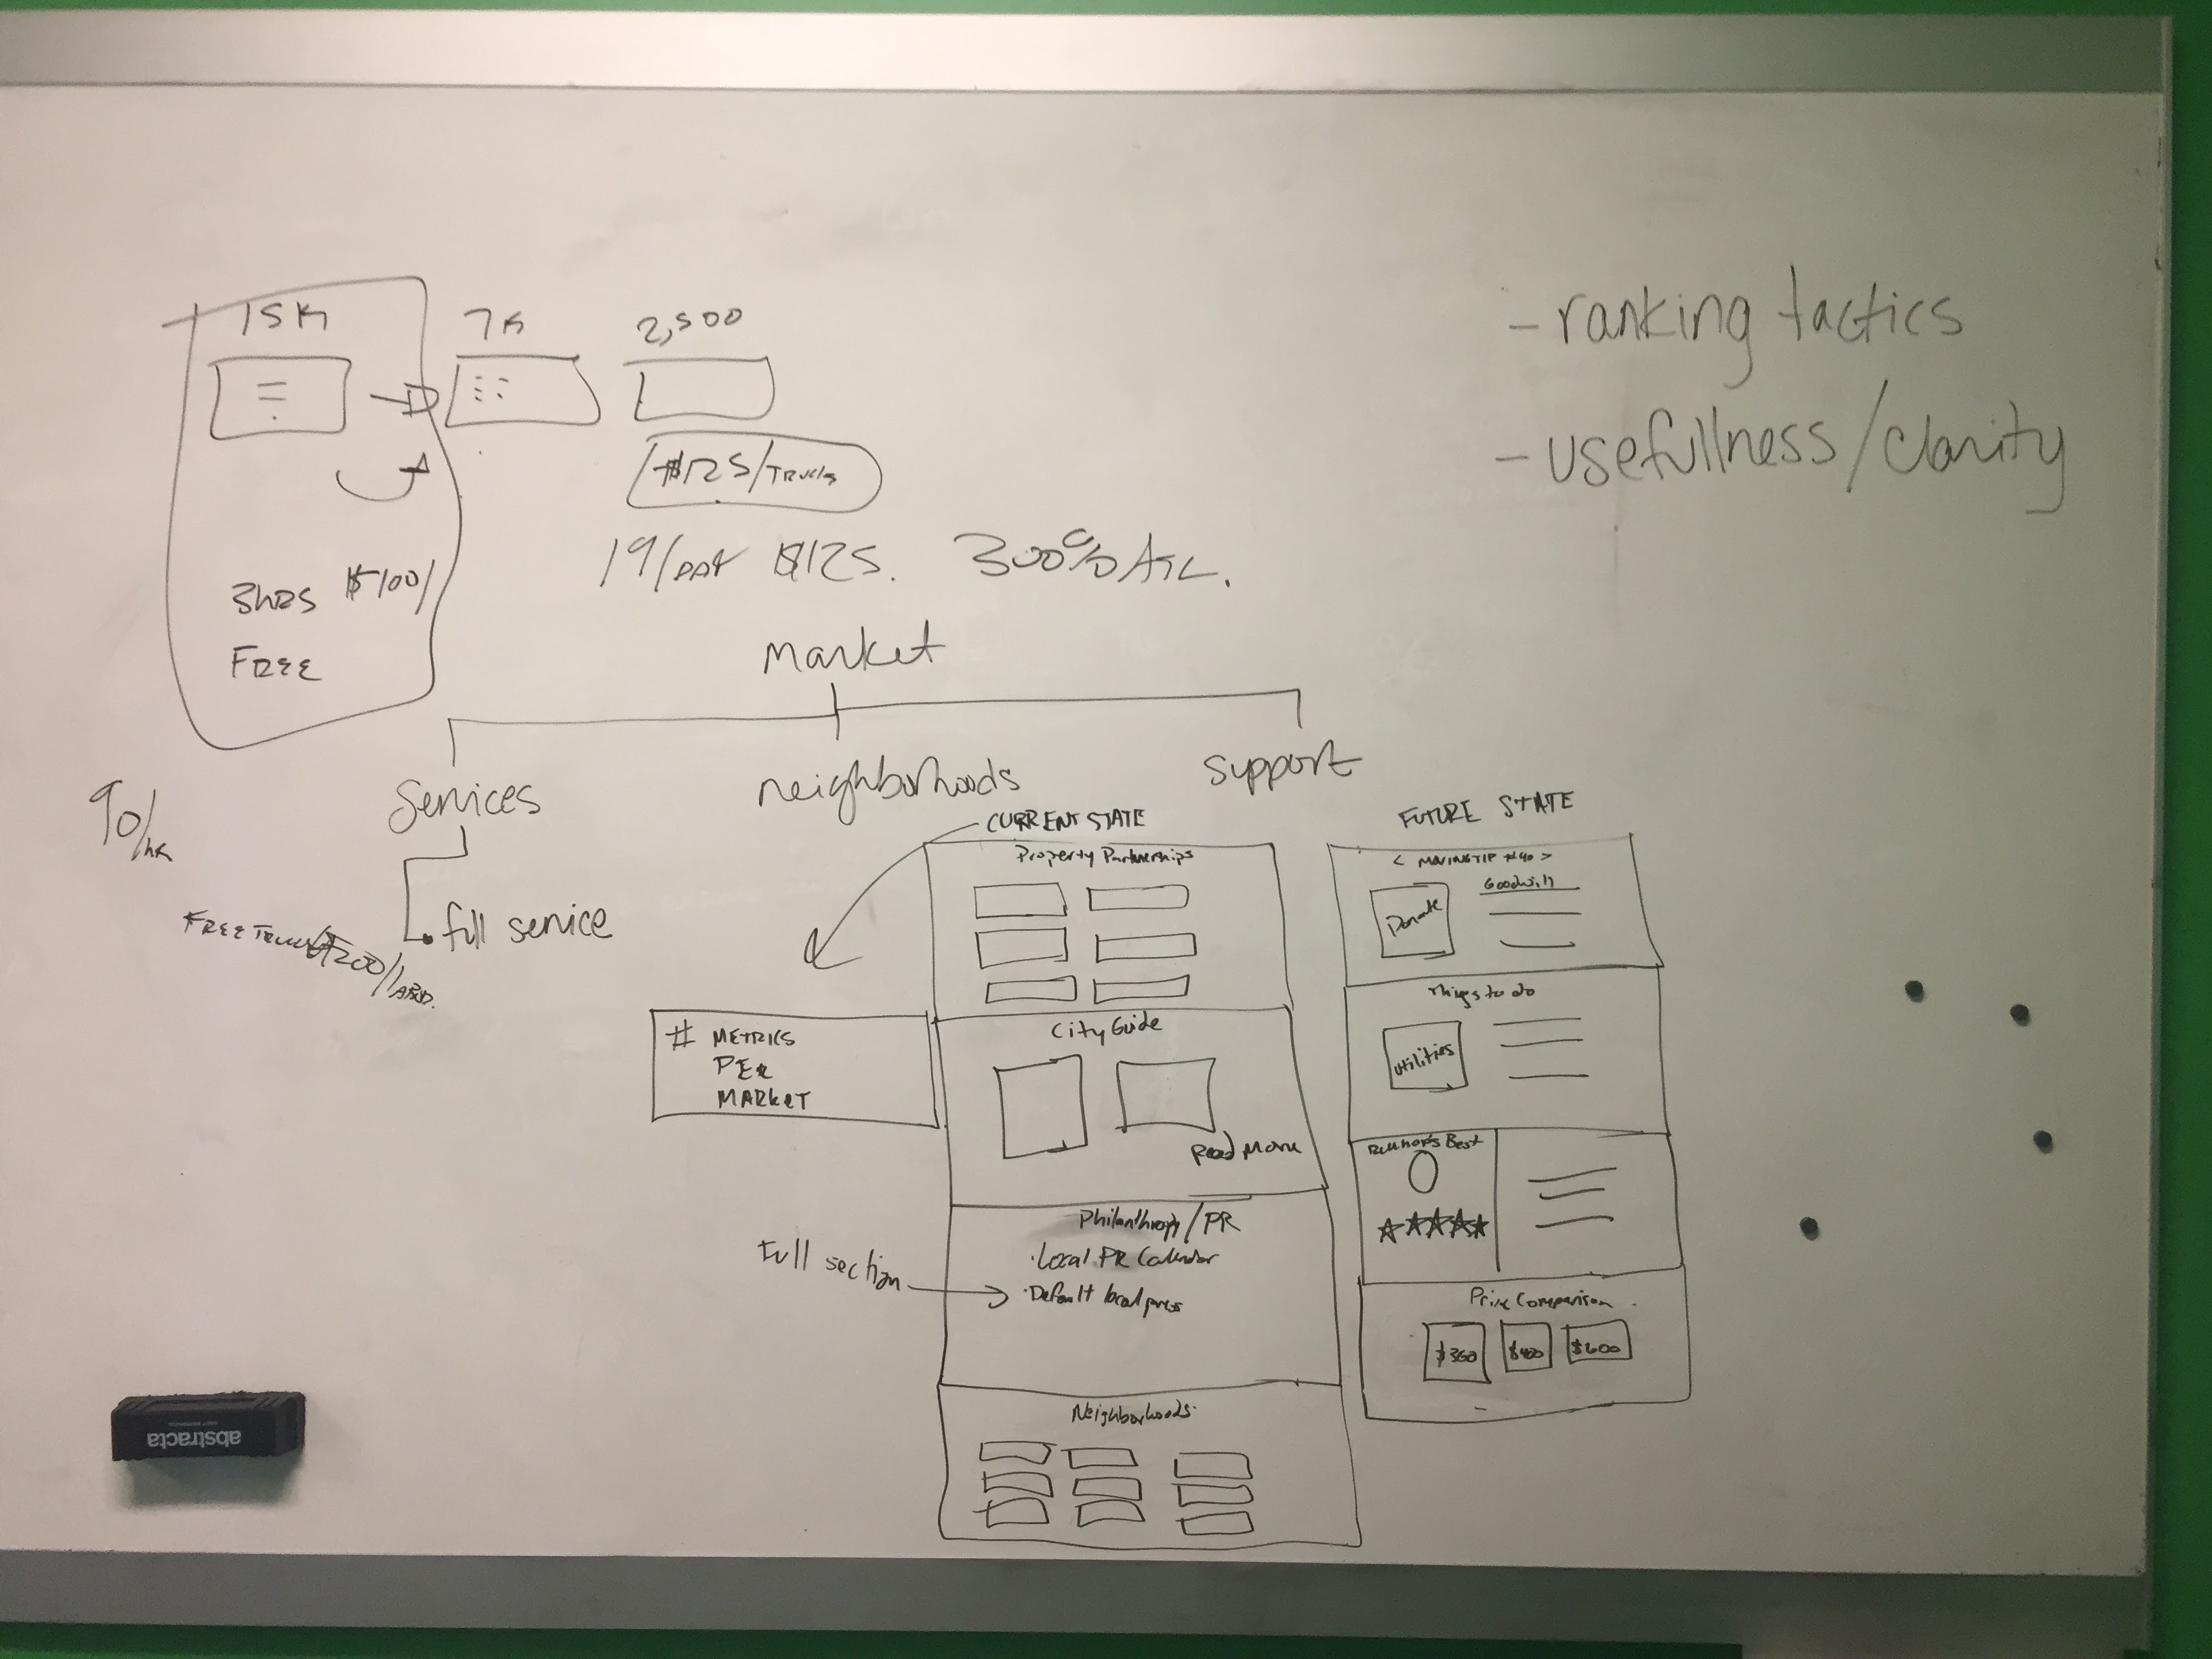 15K
7K
2,500
$125/TRUCK
3HRS $100/
FREE
19/DAY $125. 300% ATL.
- ranking tactics
- usefullness/clarity
market
services
neighborhoods
support
90/HR
full service
FREE TRUCK $200/LABOR.
CURRENT STATE
Property Partnerships
# METRICS
PER
MARKET
City Guide
Read More
Philanthropy/PR
·Local PR Calendar
Full section
·Default local press
Neighborhoods
FUTURE STATE
< MOVING TIP #40 >
Donate
Goodwill
Things to do
Utilities
Best
Price Comparison
$360 $400 $600
abstracta